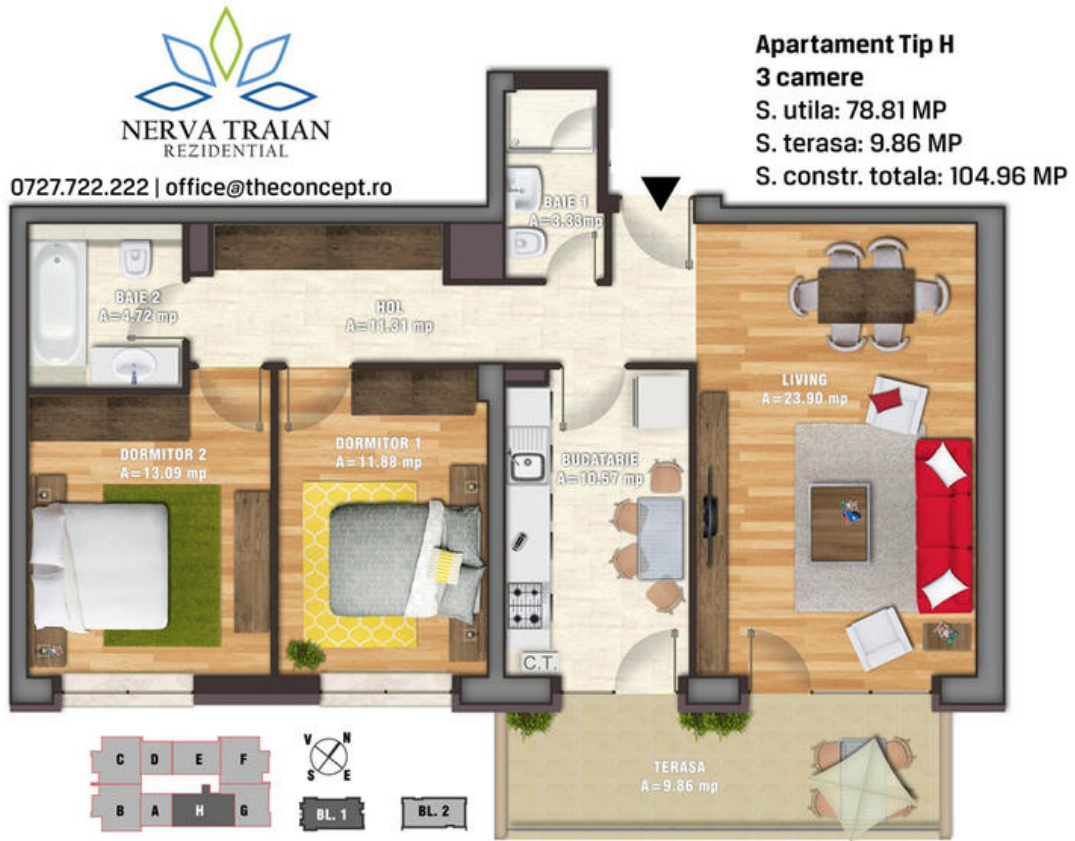 NERVA TRAIAN
REZIDENTIAL
0727.722.222 | office@theconcept.ro
Apartament Tip H
3 camere
S. utila: 78.81 MP
S. terasa: 9.86 MP
S. constr. totala: 104.96 MP
BAIE 1
A=3.33mp
BAIE 2
A=4.72 mp
HOL
A=11.31 mp
LIVING
A=23.90 mp
DORMITOR 2
A=13.09 mp
DORMITOR 1
A=11.88 mp
BUCATARIE
A=10.57 mp
C.T.
TERASA
A=9.86 mp
C D E F
B A H G
V N
S E
BL. 1
BL. 2